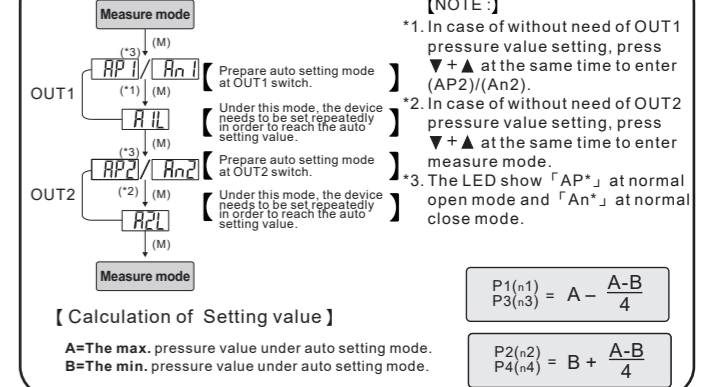 Measure mode
(M)
(*3)
AP1 / An1
【Prepare auto setting mode
at OUT1 switch.】
OUT1
(*1) (M)
A1L
【Under this mode, the device
needs to be set repeatedly
in order to reach the auto
setting value.】
(M)
(*3)
AP2 / An2
【Prepare auto setting mode
at OUT2 switch.】
OUT2
(*2) (M)
A2L
【Under this mode, the device
needs to be set repeatedly
in order to reach the auto
setting value.】
(M)
Measure mode
【NOTE :】
*1. In case of without need of OUT1
pressure value setting, press
▼+▲ at the same time to enter
(AP2)/(An2).
*2. In case of without need of OUT2
pressure value setting, press
▼+▲ at the same time to enter
measure mode.
*3. The LED show「AP*」at normal
open mode and「An*」at normal
close mode.
【Calculation of Setting value】
A=The max. pressure value under auto setting mode.
B=The min. pressure value under auto setting mode.
P1(n1)
P3(n3) = A – A-B
4
P2(n2)
P4(n4) = B + A-B
4